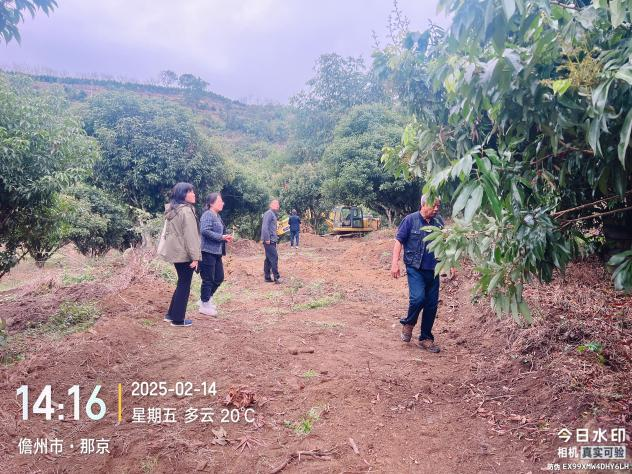 14:16
2025-02-14
星期五 多云 20℃
儋州市·那京
今日水印
相机 真实可验
防伪 EX99XMW4DHY6LH